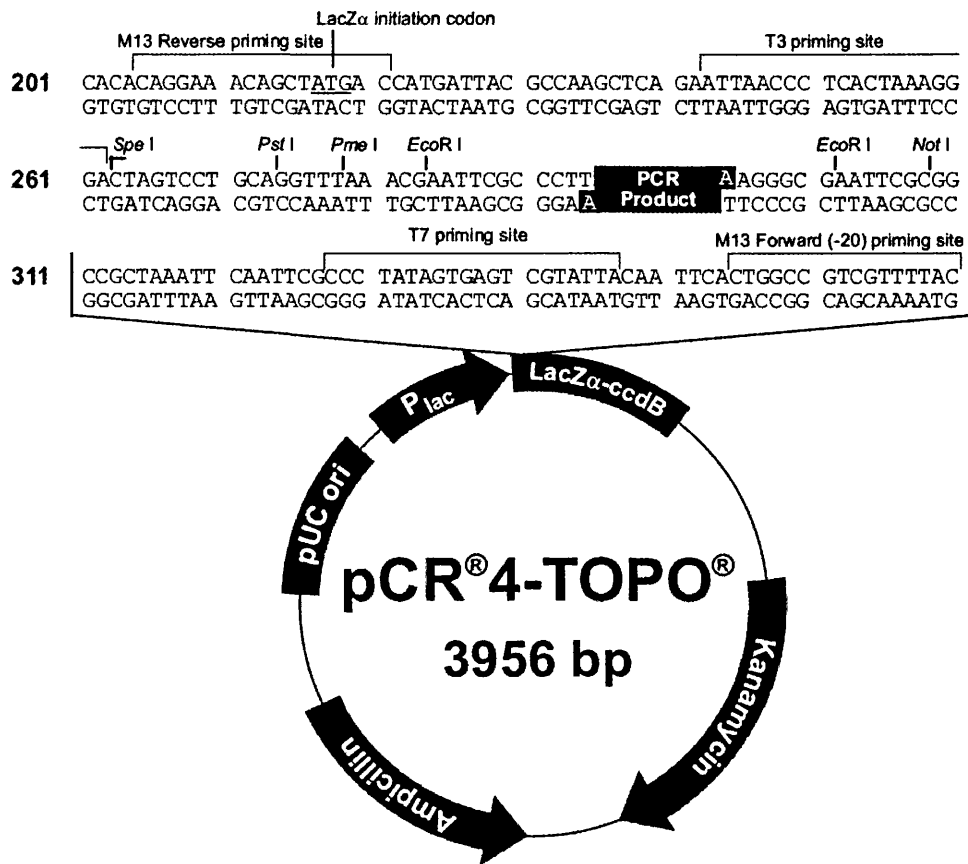 LacZα initiation codon
M13 Reverse priming site
T3 priming site
201 CACACAGGAA ACAGCTATGA CCATGATTAC GCCAAGCTCA GAATTAACCC TCACTAAAGG
GTGTGTCCTT TGTCGATACT GGTACTAATG CGGTTCGAGT CTTAATTGGG AGTGATTTCC
Spe I Pst I Pme I EcoR I EcoR I Not I
261 GACTAGTCCT GCAGGTTTAA ACGAATTCGC CCTT PCR A AGGGC GAATTCGCGG
CTGATCAGGA CGTCCAAATT TGCTTAAGCG GGAA Product TTCCCG CTTAAGCGCC
T7 priming site
M13 Forward (-20) priming site
311 CCGCTAAATT CAATTCGCCC TATAGTGAGT CGTATTACAA TTCACTGGCC GTCGTTTTAC
GGCGATTTAA GTTAAGCGGG ATATCACTCA GCATAATGTT AAGTGACCGG CAGCAAAATG
Plac
LacZα-ccdB
pUC ori
pCR®4-TOPO®
3956 bp
Kanamycin
Ampicillin